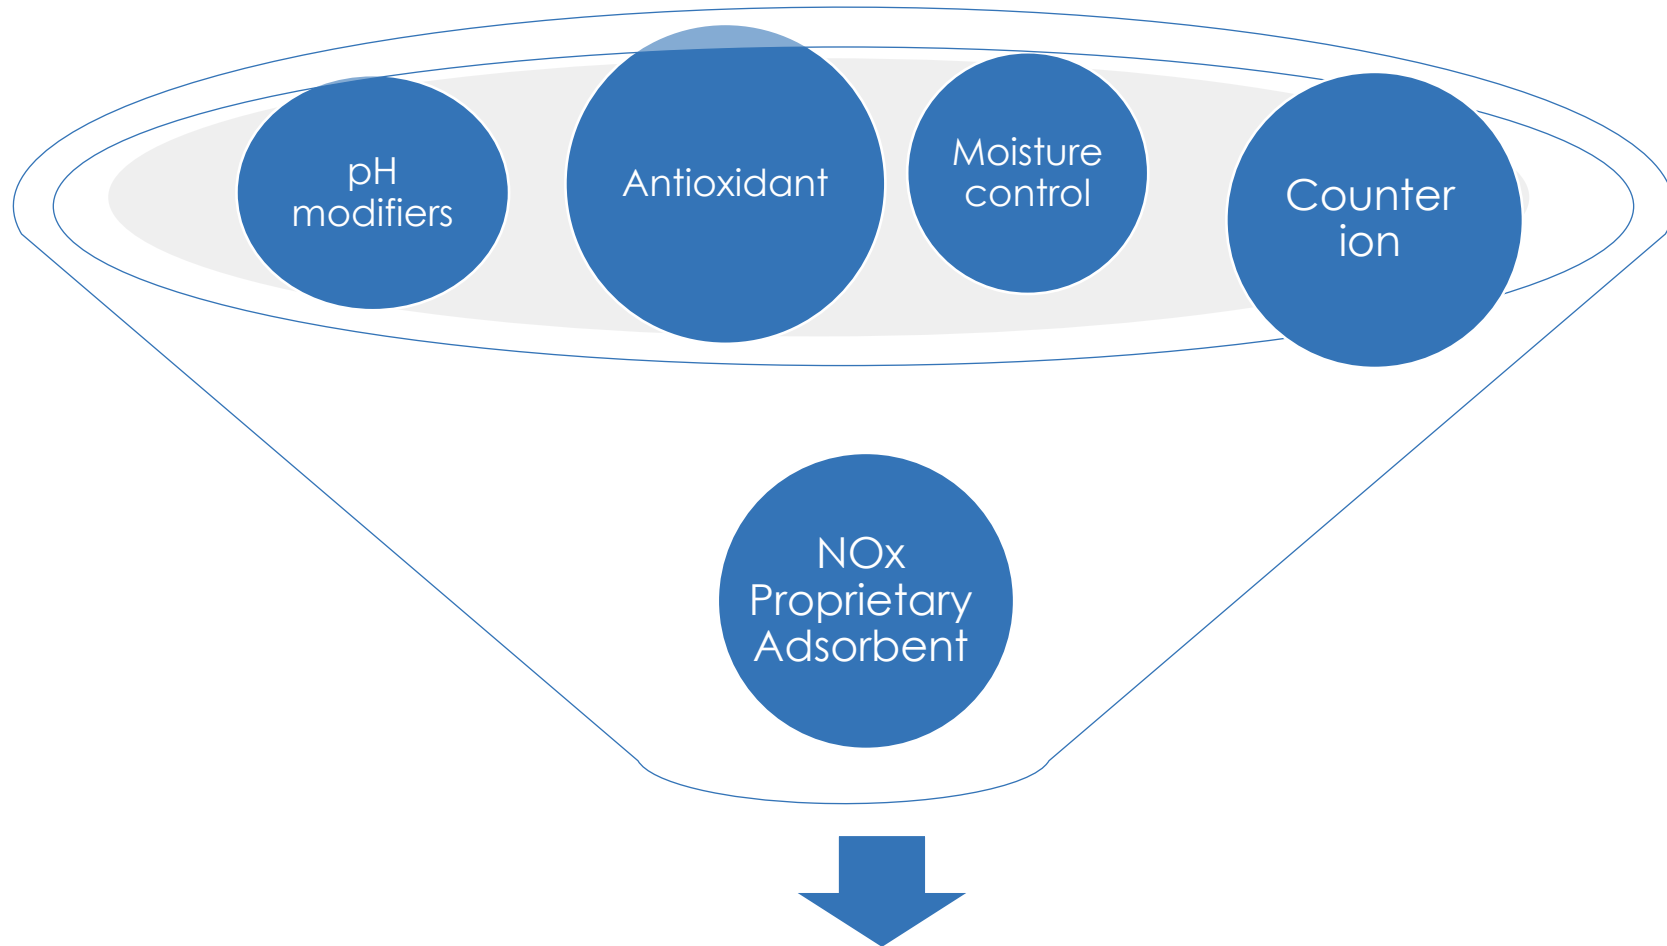 pH
modifiers
Antioxidant
Moisture
control
Counter
ion
NOx
Proprietary
Adsorbent